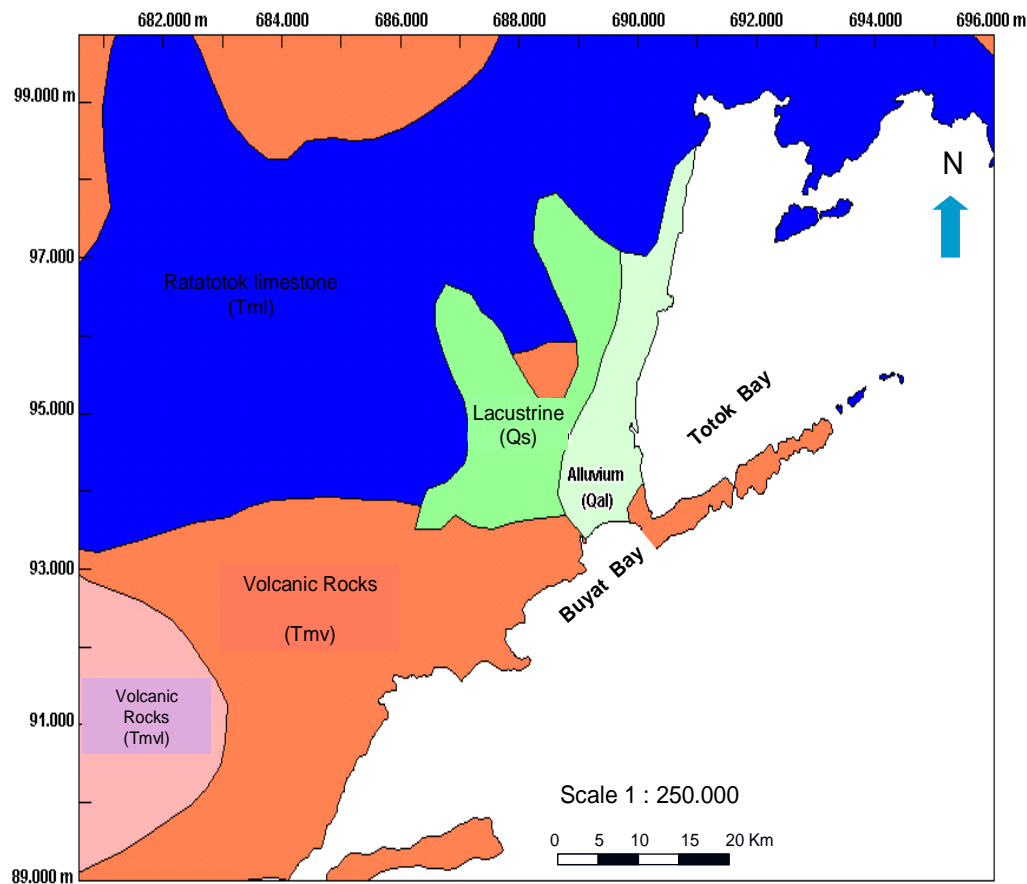 682.000 m 684.000 686.000 688.000 690.000 692.000 694.000 696.000 m
99.000 m
N
97.000
Ratatotok limestone
(Tml)
95.000
Totok Bay
Lacustrine
(Qs)
Alluvium
(Qal)
93.000
Buyat Bay
Volcanic Rocks
(Tmv)
Volcanic
Rocks
(Tmvl)
91.000
Scale 1 : 250.000
0 5 10 15 20 Km
89.000 m